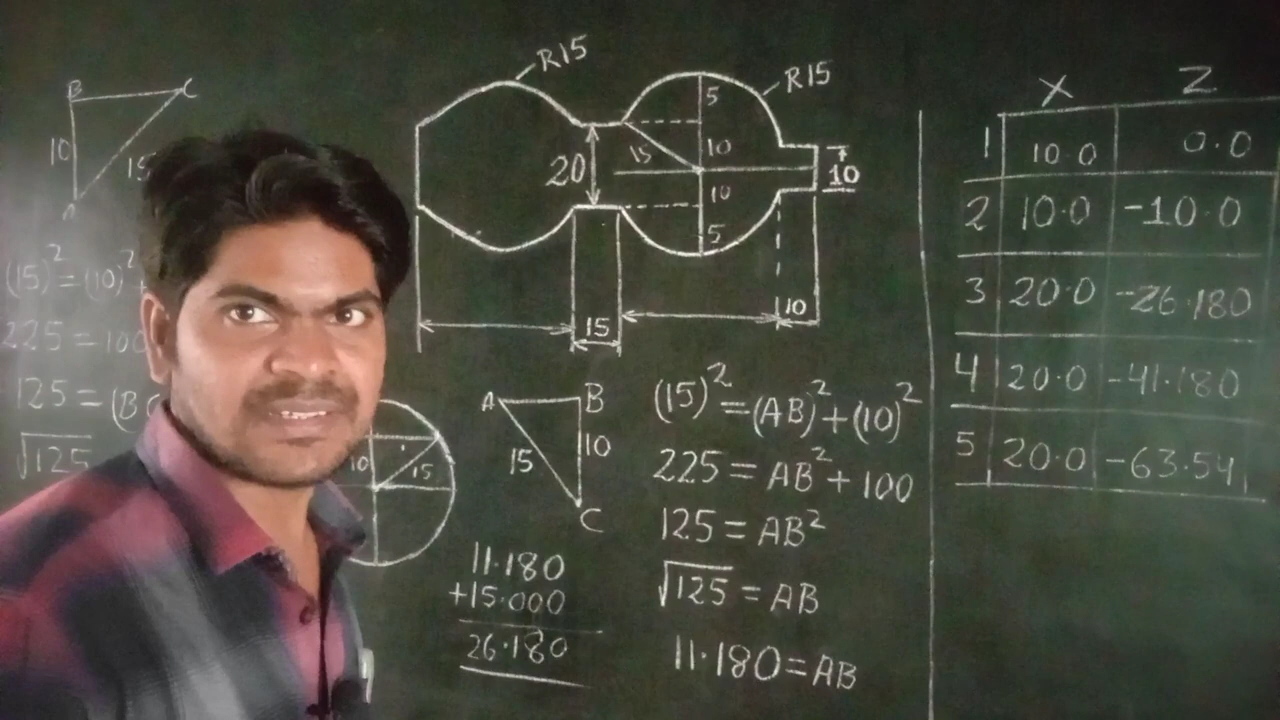 B C
10
15
A
(15)² = (10)²
225 = 100
125 = (BC
√125
R15
R15
5
10
15
20
10
10
5
15
10
10
15
A B
15
10
C
11.180
+15.000
26.180
(15)² = (AB)² + (10)²
225 = AB² + 100
125 = AB²
√125 = AB
11.180 = AB
X Z
1 10.0 0.0
2 10.0 -10.0
3 20.0 -26.180
4 20.0 -41.180
5 20.0 -63.541